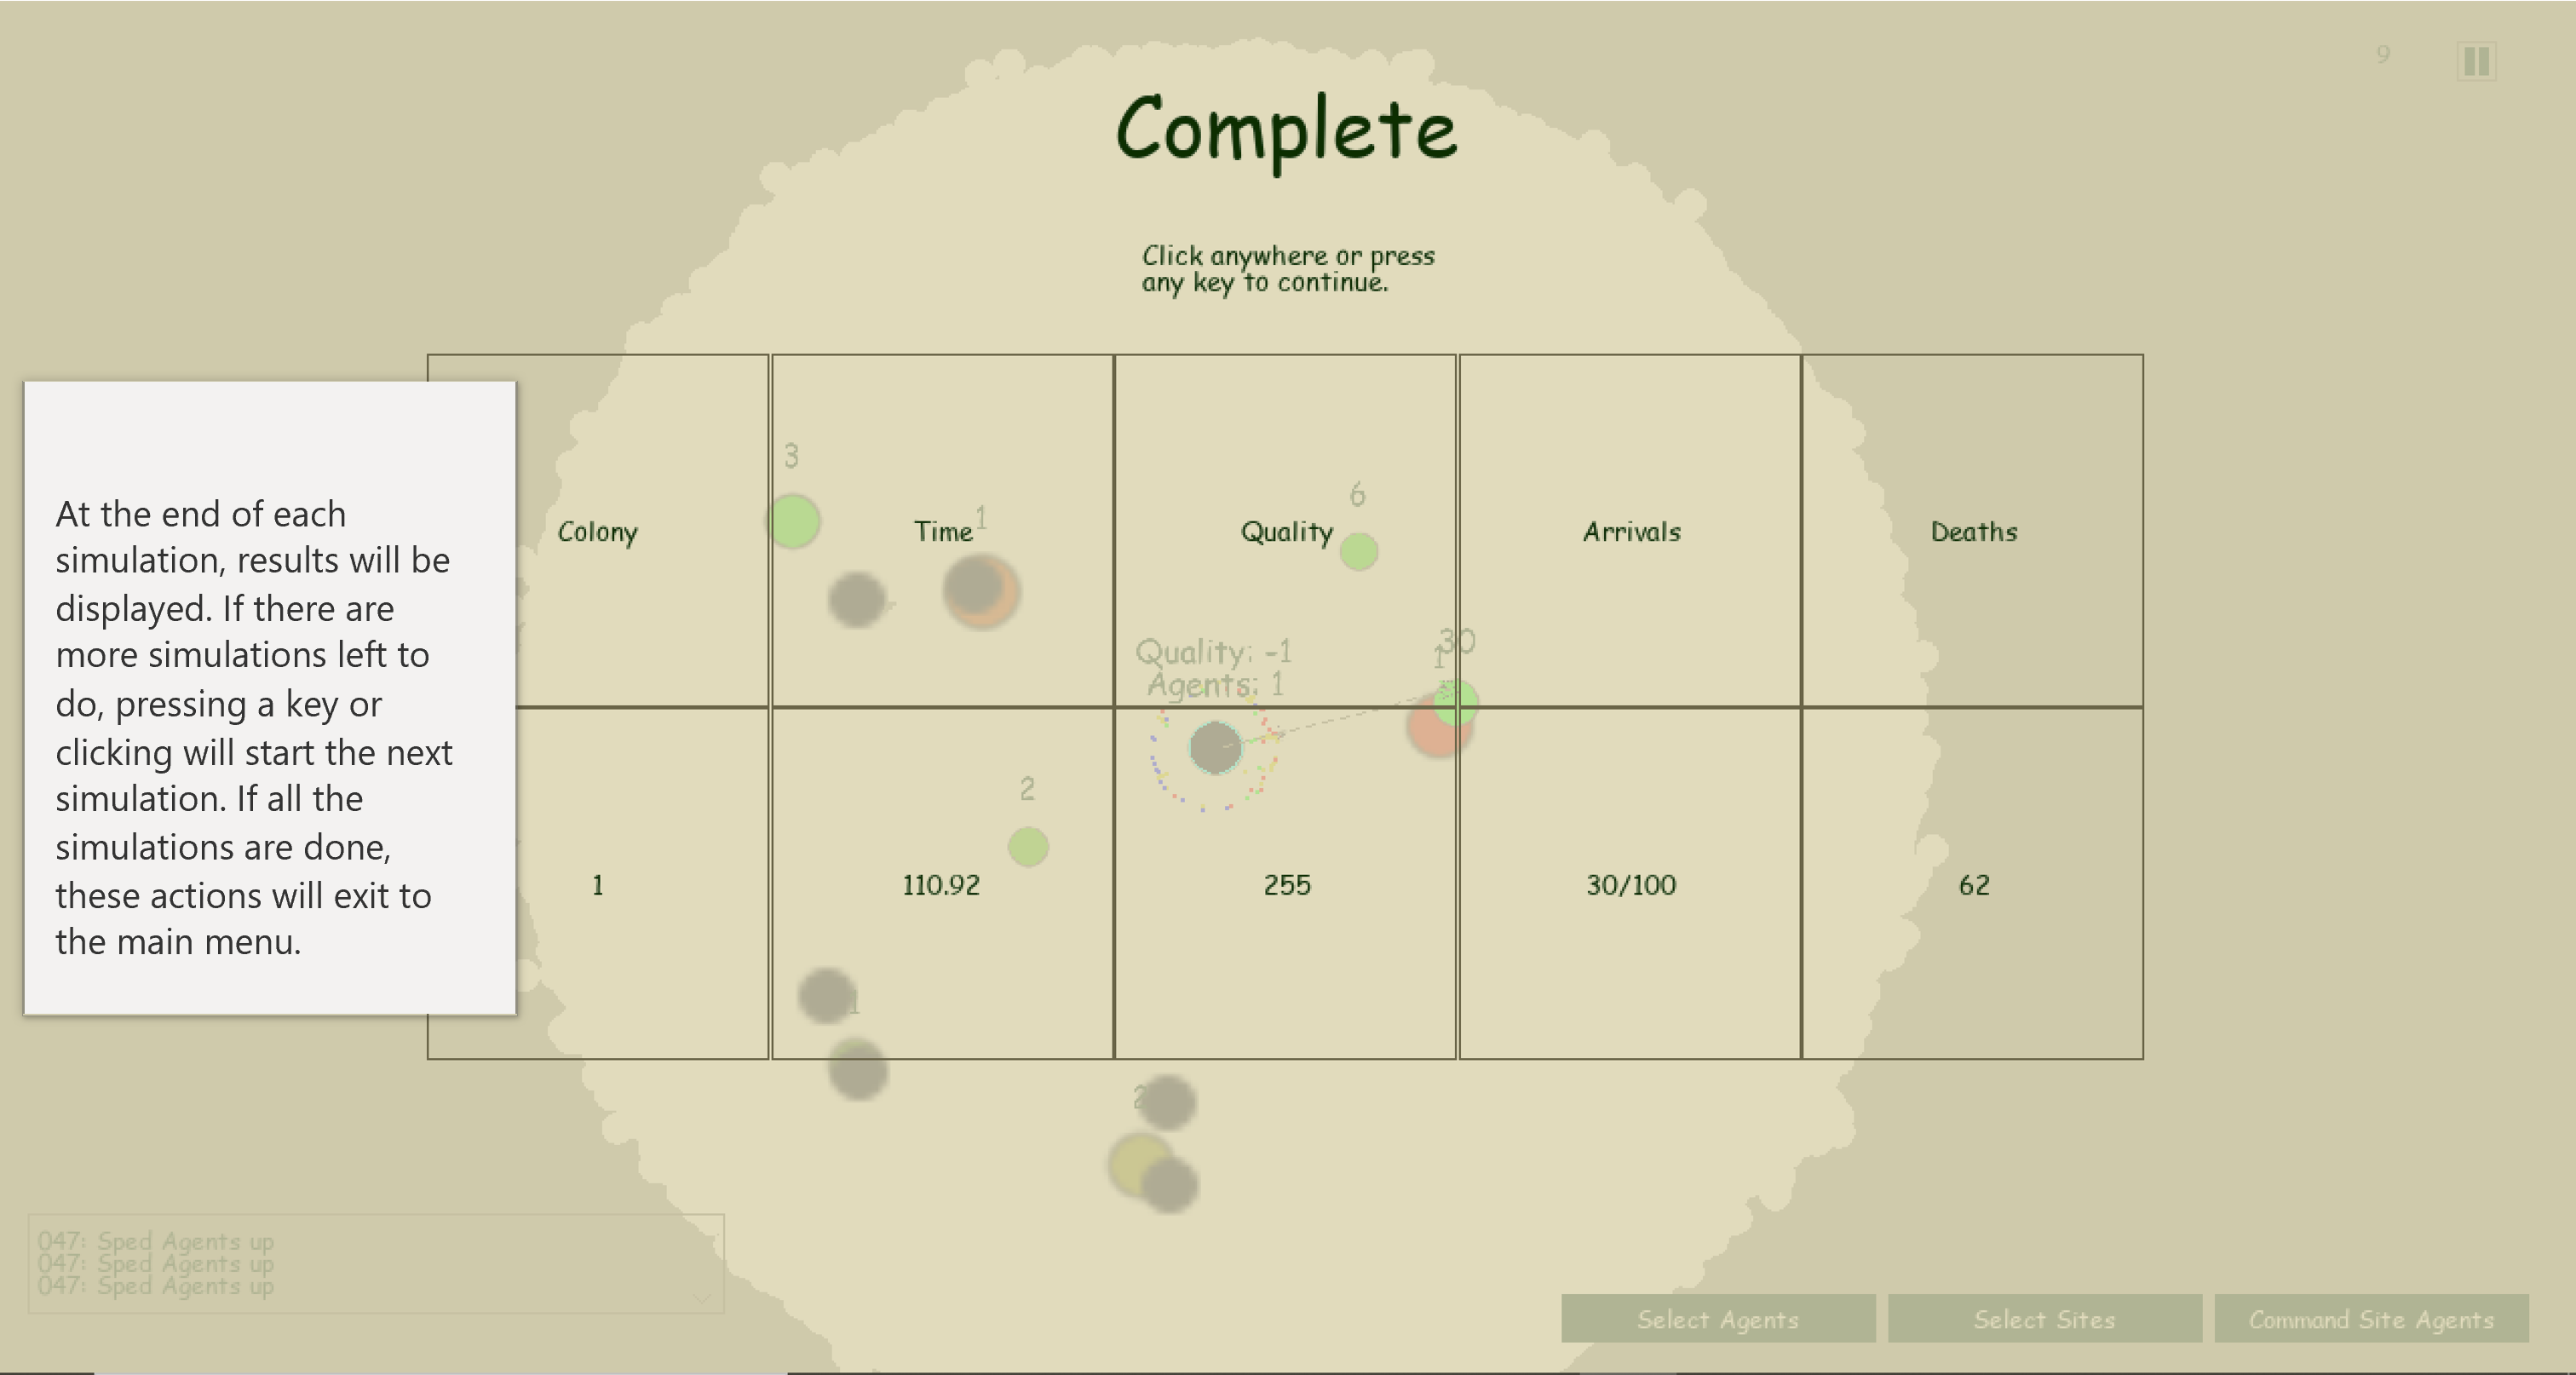 9
Complete
Click anywhere or press
any key to continue.
At the end of each
simulation, results will be
displayed. If there are
more simulations left to
do, pressing a key or
clicking will start the next
simulation. If all the
simulations are done,
these actions will exit to
the main menu.
Colony Time Quality Arrivals Deaths
3
1
6
Quality: -1
Agents: 1
30
1
2
1 110.92 255 30/100 62
1
2
047: Sped Agents up
047: Sped Agents up
047: Sped Agents up
Select Agents Select Sites Command Site Agents